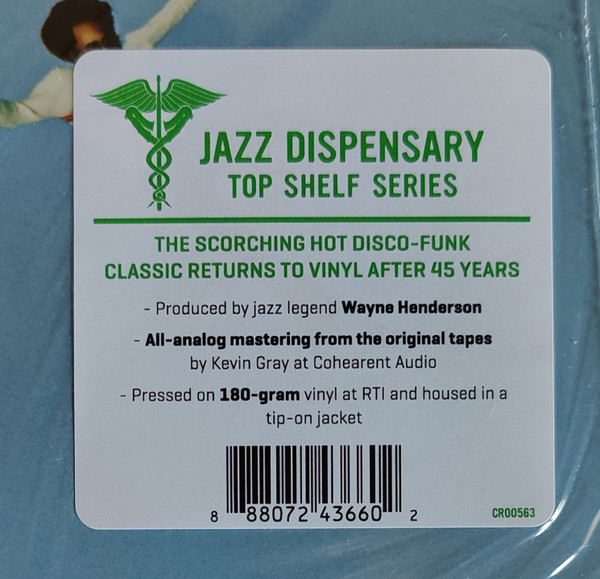 JAZZ DISPENSARY
TOP SHELF SERIES
THE SCORCHING HOT DISCO-FUNK
CLASSIC RETURNS TO VINYL AFTER 45 YEARS
- Produced by jazz legend Wayne Henderson
- All-analog mastering from the original tapes
by Kevin Gray at Cohearent Audio
- Pressed on 180-gram vinyl at RTI and housed in a
tip-on jacket
8 88072 43660 2
CR00563